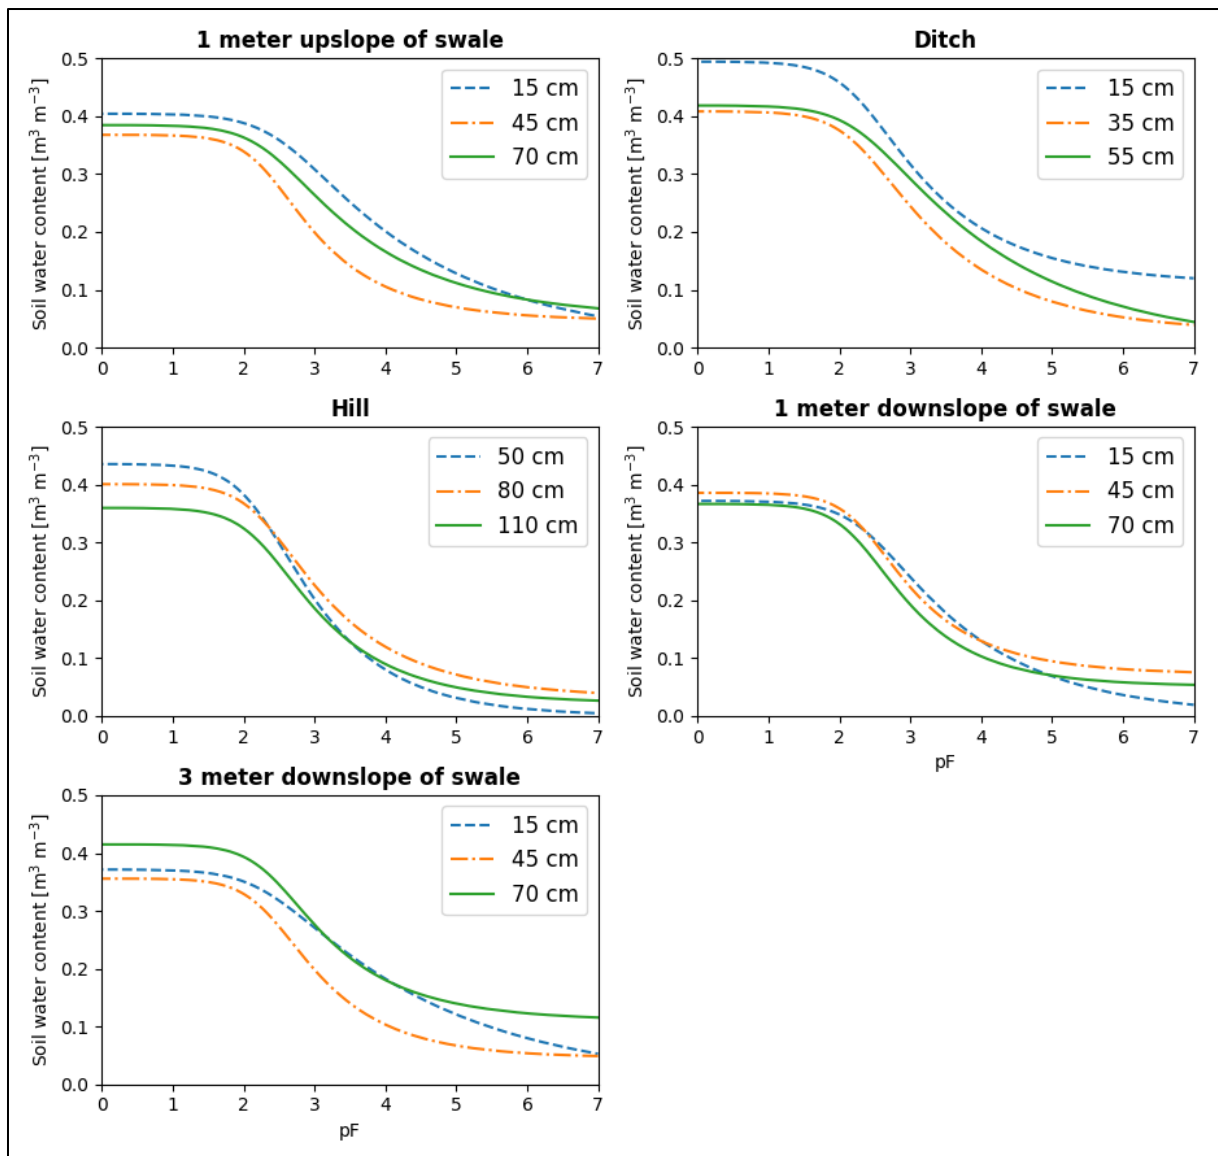 1 meter upslope of swale
Soil water content [m³ m⁻³]
0.5
0.4
0.3
0.2
0.1
0.0
0 1 2 3 4 5 6 7
15 cm
45 cm
70 cm
Ditch
Soil water content [m³ m⁻³]
0.5
0.4
0.3
0.2
0.1
0.0
0 1 2 3 4 5 6 7
15 cm
35 cm
55 cm
Hill
Soil water content [m³ m⁻³]
0.5
0.4
0.3
0.2
0.1
0.0
0 1 2 3 4 5 6 7
50 cm
80 cm
110 cm
1 meter downslope of swale
Soil water content [m³ m⁻³]
0.5
0.4
0.3
0.2
0.1
0.0
0 1 2 3 4 5 6 7
pF
15 cm
45 cm
70 cm
3 meter downslope of swale
Soil water content [m³ m⁻³]
0.5
0.4
0.3
0.2
0.1
0.0
0 1 2 3 4 5 6 7
pF
15 cm
45 cm
70 cm